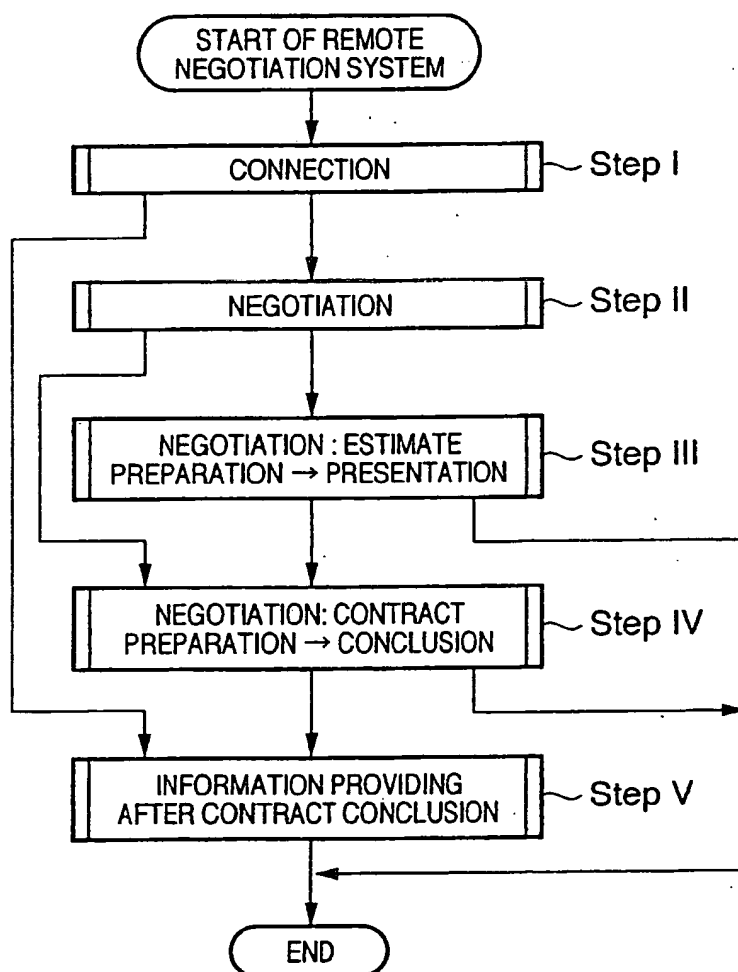 START OF REMOTE
NEGOTIATION SYSTEM
CONNECTION
Step I
NEGOTIATION
Step II
NEGOTIATION : ESTIMATE
PREPARATION → PRESENTATION
Step III
NEGOTIATION: CONTRACT
PREPARATION → CONCLUSION
Step IV
INFORMATION PROVIDING
AFTER CONTRACT CONCLUSION
Step V
END